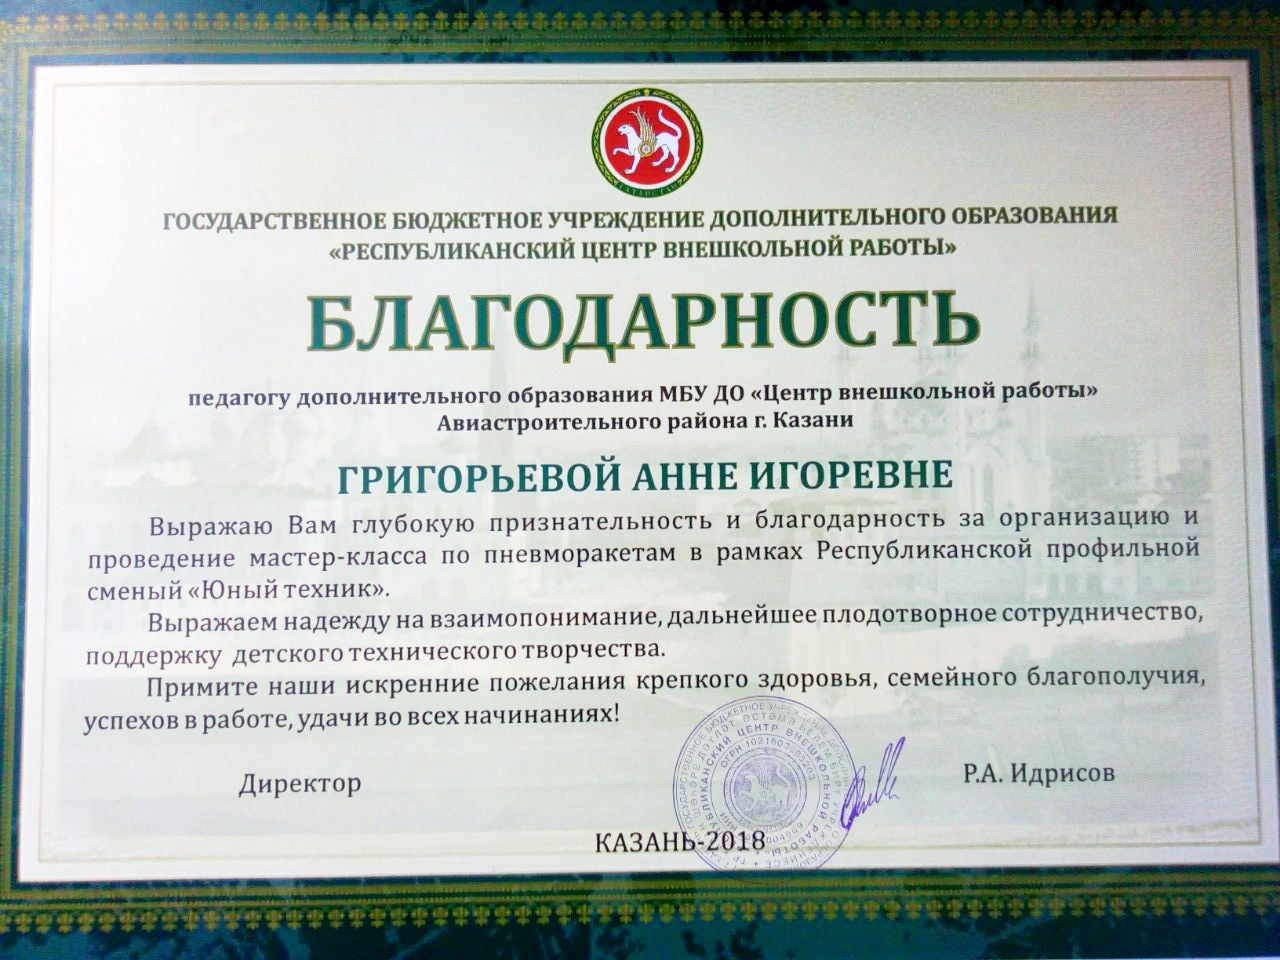 ТАТАРСТАН
ГОСУДАРСТВЕННОЕ БЮДЖЕТНОЕ УЧРЕЖДЕНИЕ ДОПОЛНИТЕЛЬНОГО ОБРАЗОВАНИЯ
«РЕСПУБЛИКАНСКИЙ ЦЕНТР ВНЕШКОЛЬНОЙ РАБОТЫ»
БЛАГОДАРНОСТЬ
педагогу дополнительного образования МБУ ДО «Центр внешкольной работы»
Авиастроительного района г. Казани
ГРИГОРЬЕВОЙ АННЕ ИГОРЕВНЕ
Выражаю Вам глубокую признательность и благодарность за организацию и
проведение мастер-класса по пневморакетам в рамках Республиканской профильной
сменый «Юный техник».
Выражаем надежду на взаимопонимание, дальнейшее плодотворное сотрудничество,
поддержку детского технического творчества.
Примите наши искренние пожелания крепкого здоровья, семейного благополучия,
успехов в работе, удачи во всех начинаниях!
Директор
Р.А. Идрисов
КАЗАНЬ-2018